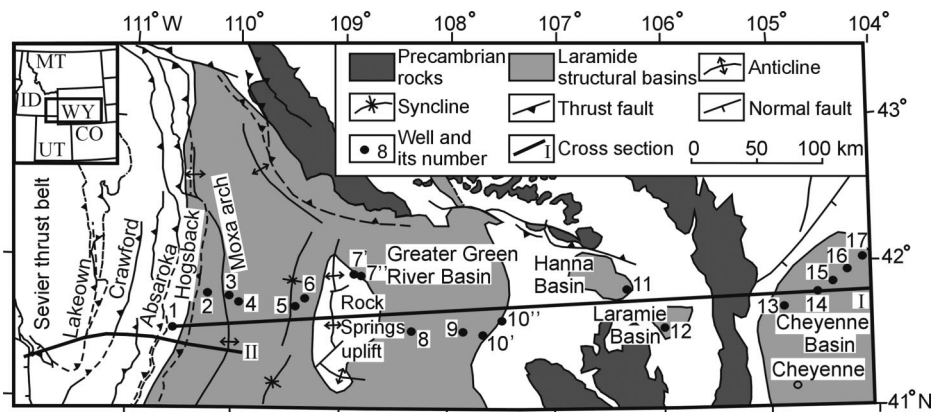 111°W 110° 109° 108° 107° 106° 105° 104°
MT
ID
WY
CO
UT
Precambrian
rocks
Laramide
structural basins
Anticline
Syncline
Thrust fault
Normal fault
8 Well and
its number
I Cross section
0 50 100 km
43°
42°
41°N
Sevier thrust belt
Lakeown
Crawford
Absaroka
Hogsback
Moxa arch
Greater Green
River Basin
Rock
Springs
uplift
Hanna
Basin
Laramie
Basin
Cheyenne
Basin
Cheyenne
1
2
3
4
5
6
7'
7''
8
9
10'
10''
11
12
13
14
15
16
17
I
II